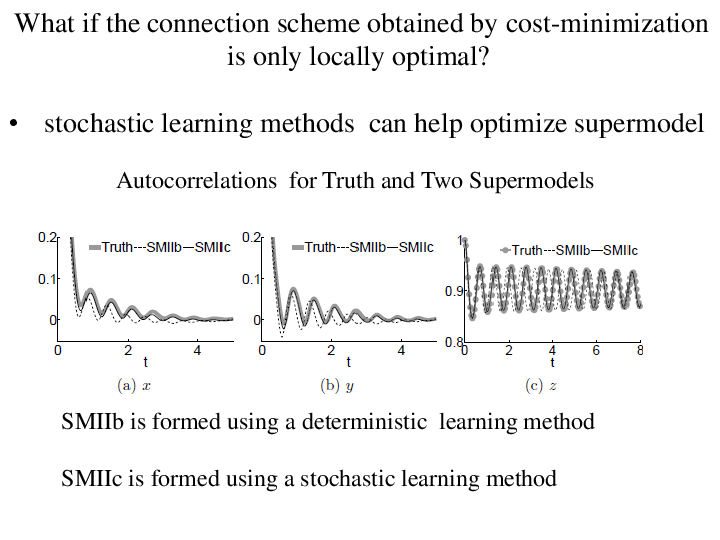 What if the connection scheme obtained by cost-minimization
is only locally optimal?
• stochastic learning methods can help optimize supermodel
Autocorrelations for Truth and Two Supermodels
0.2
0.1
0
Truth---SMIIb—SMIIc
0 2 4
t
(a) x
0.2
0.1
0
Truth---SMIIb—SMIIc
0 2 4
t
(b) y
1
0.9
0.8
Truth---SMIIb—SMIIc
0 2 4 6 8
t
(c) z
SMIIb is formed using a deterministic learning method
SMIIc is formed using a stochastic learning method